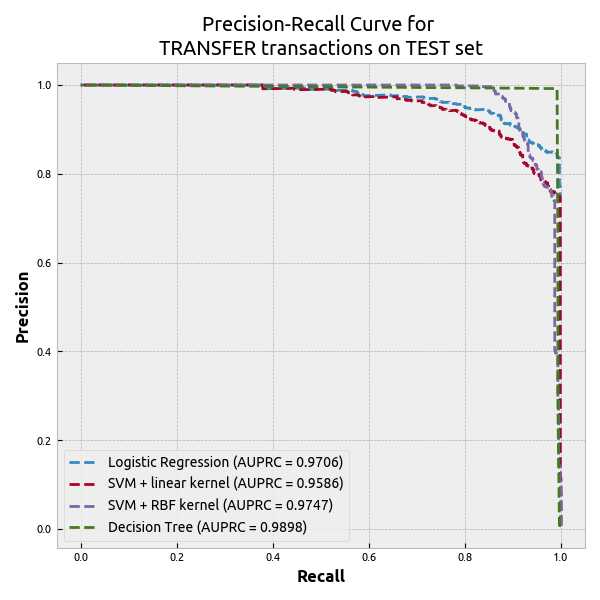 Precision-Recall Curve for
TRANSFER transactions on TEST set
1.0
0.8
0.6
0.4
0.2
0.0
Precision
Logistic Regression (AUPRC = 0.9706)
SVM + linear kernel (AUPRC = 0.9586)
SVM + RBF kernel (AUPRC = 0.9747)
Decision Tree (AUPRC = 0.9898)
0.0 0.2 0.4 0.6 0.8 1.0
Recall